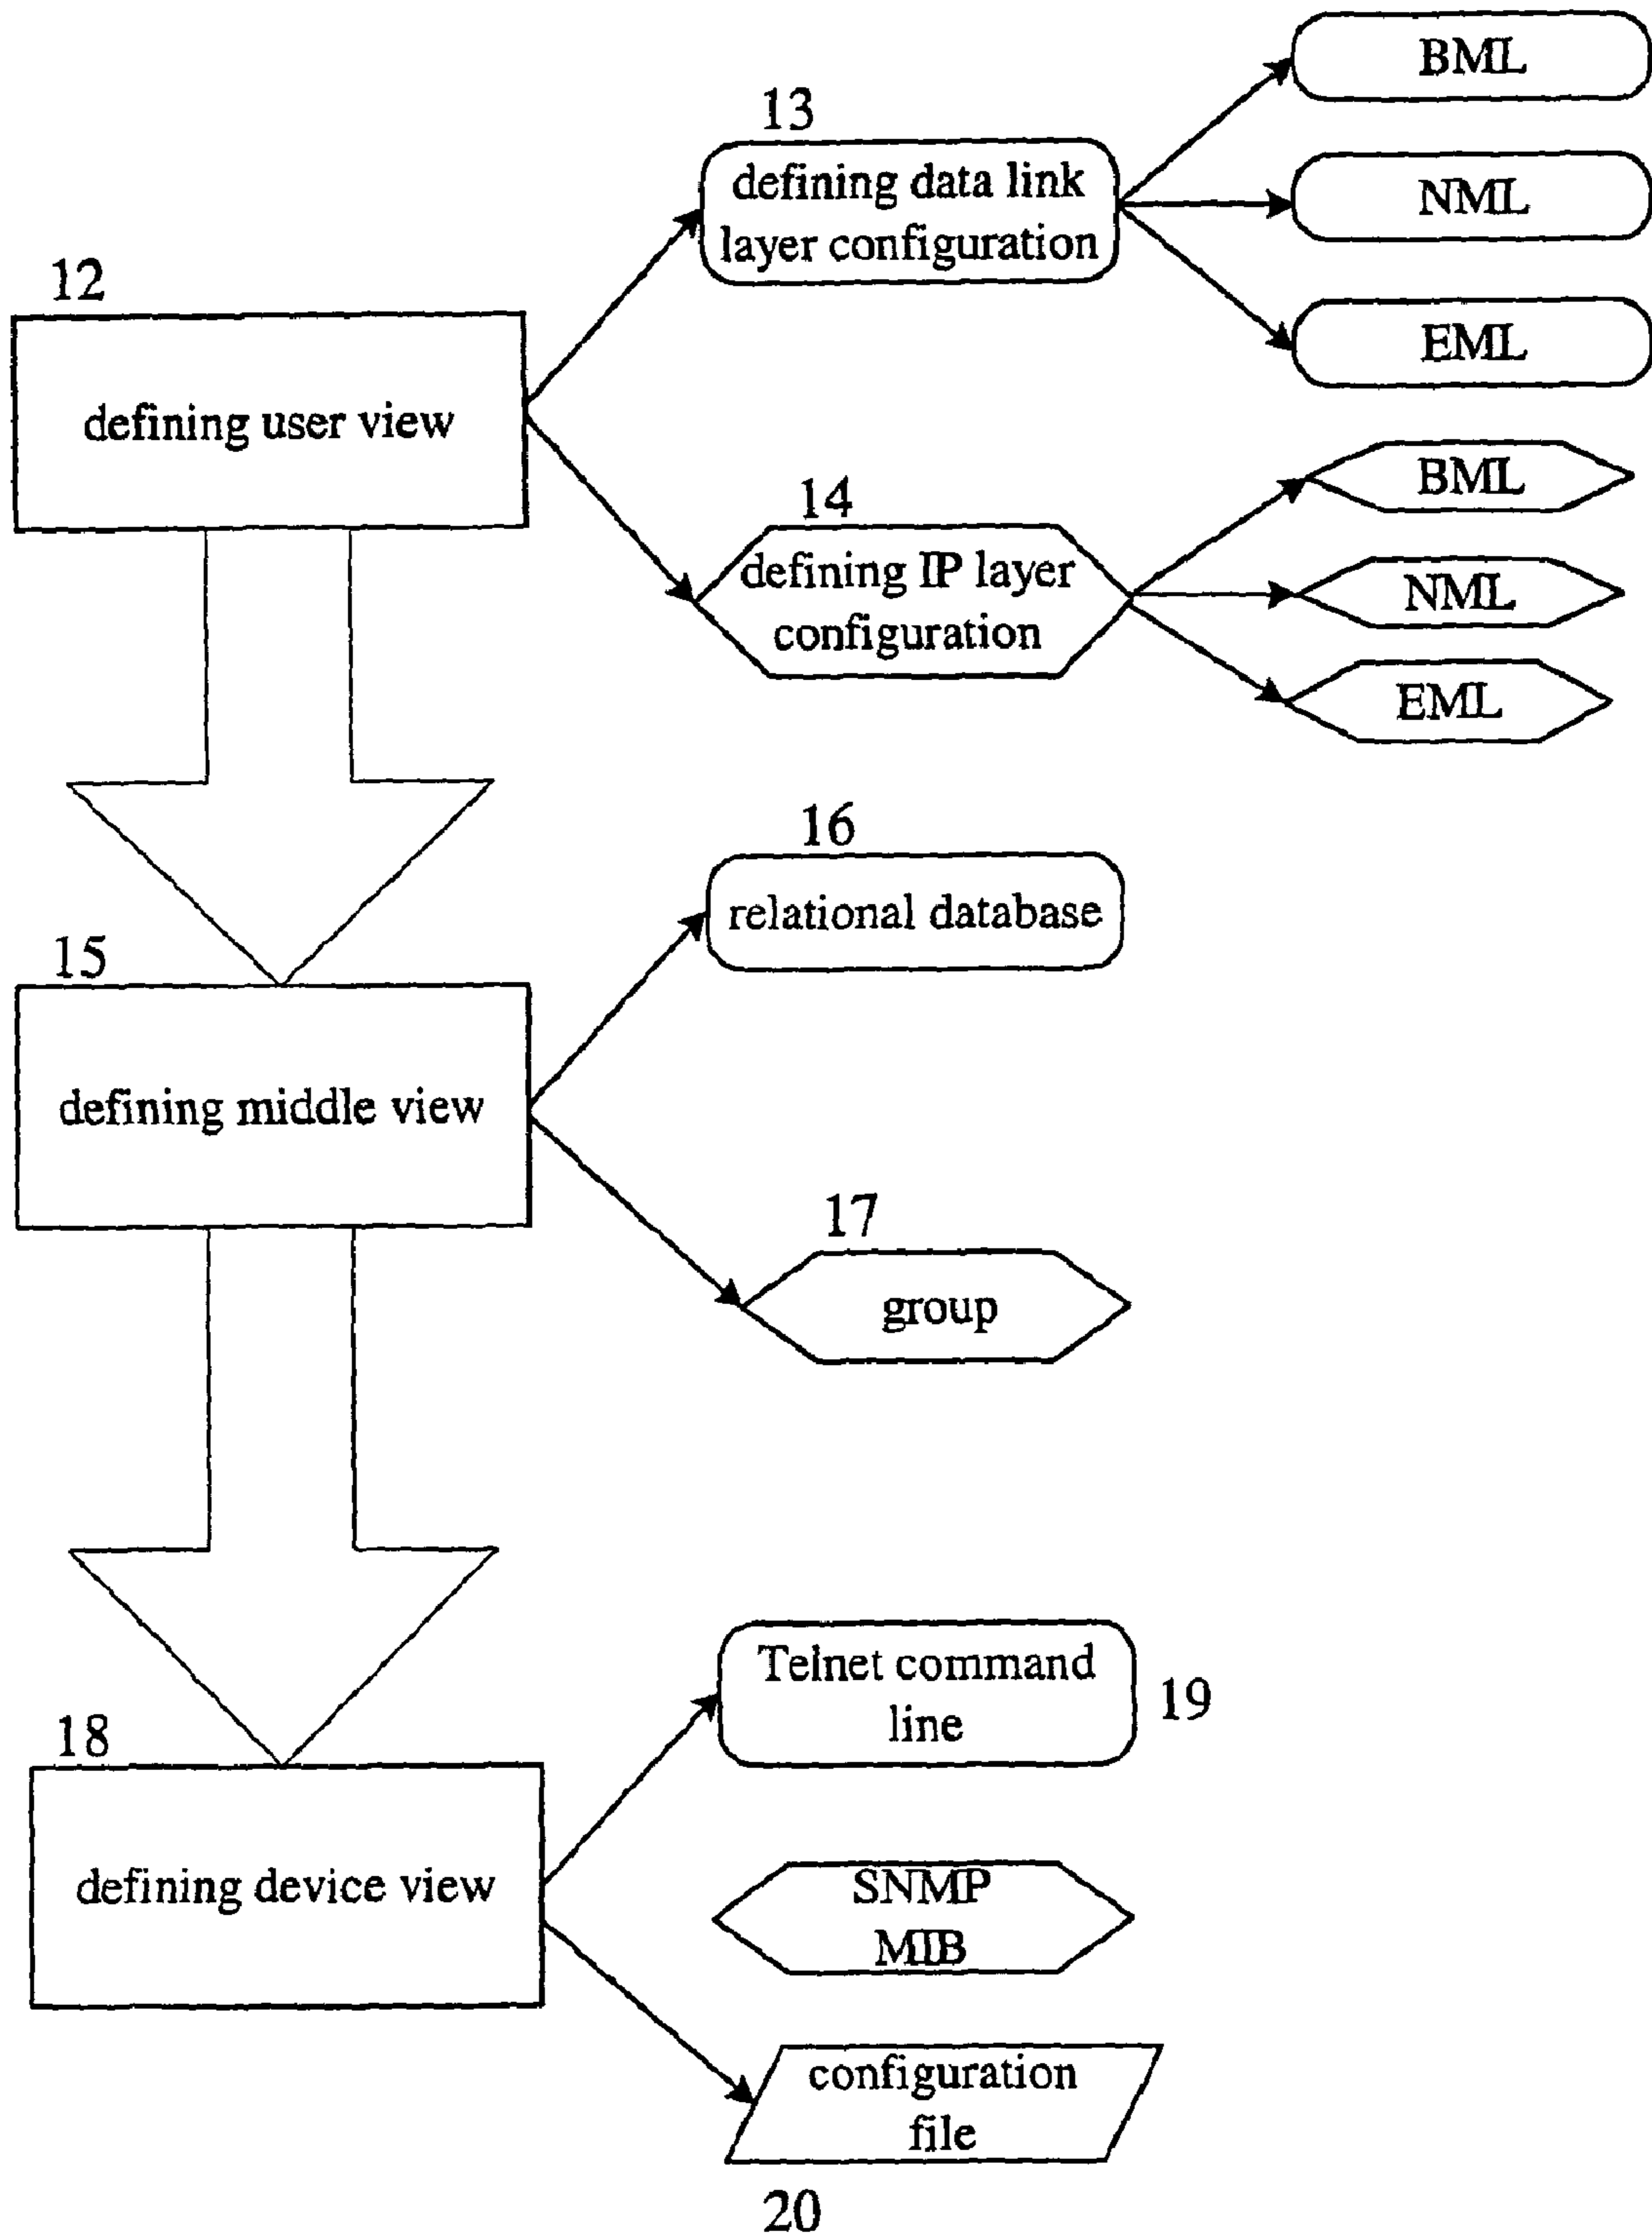 BML
13
defining data link
layer configuration
NML
12
EML
defining user view
BML
14
defining IP layer
configuration
NML
EML
16
relational database
15
defining middle view
17
group
Telnet command
line
19
18
defining device view
SNMP
MIB
configuration
file
20